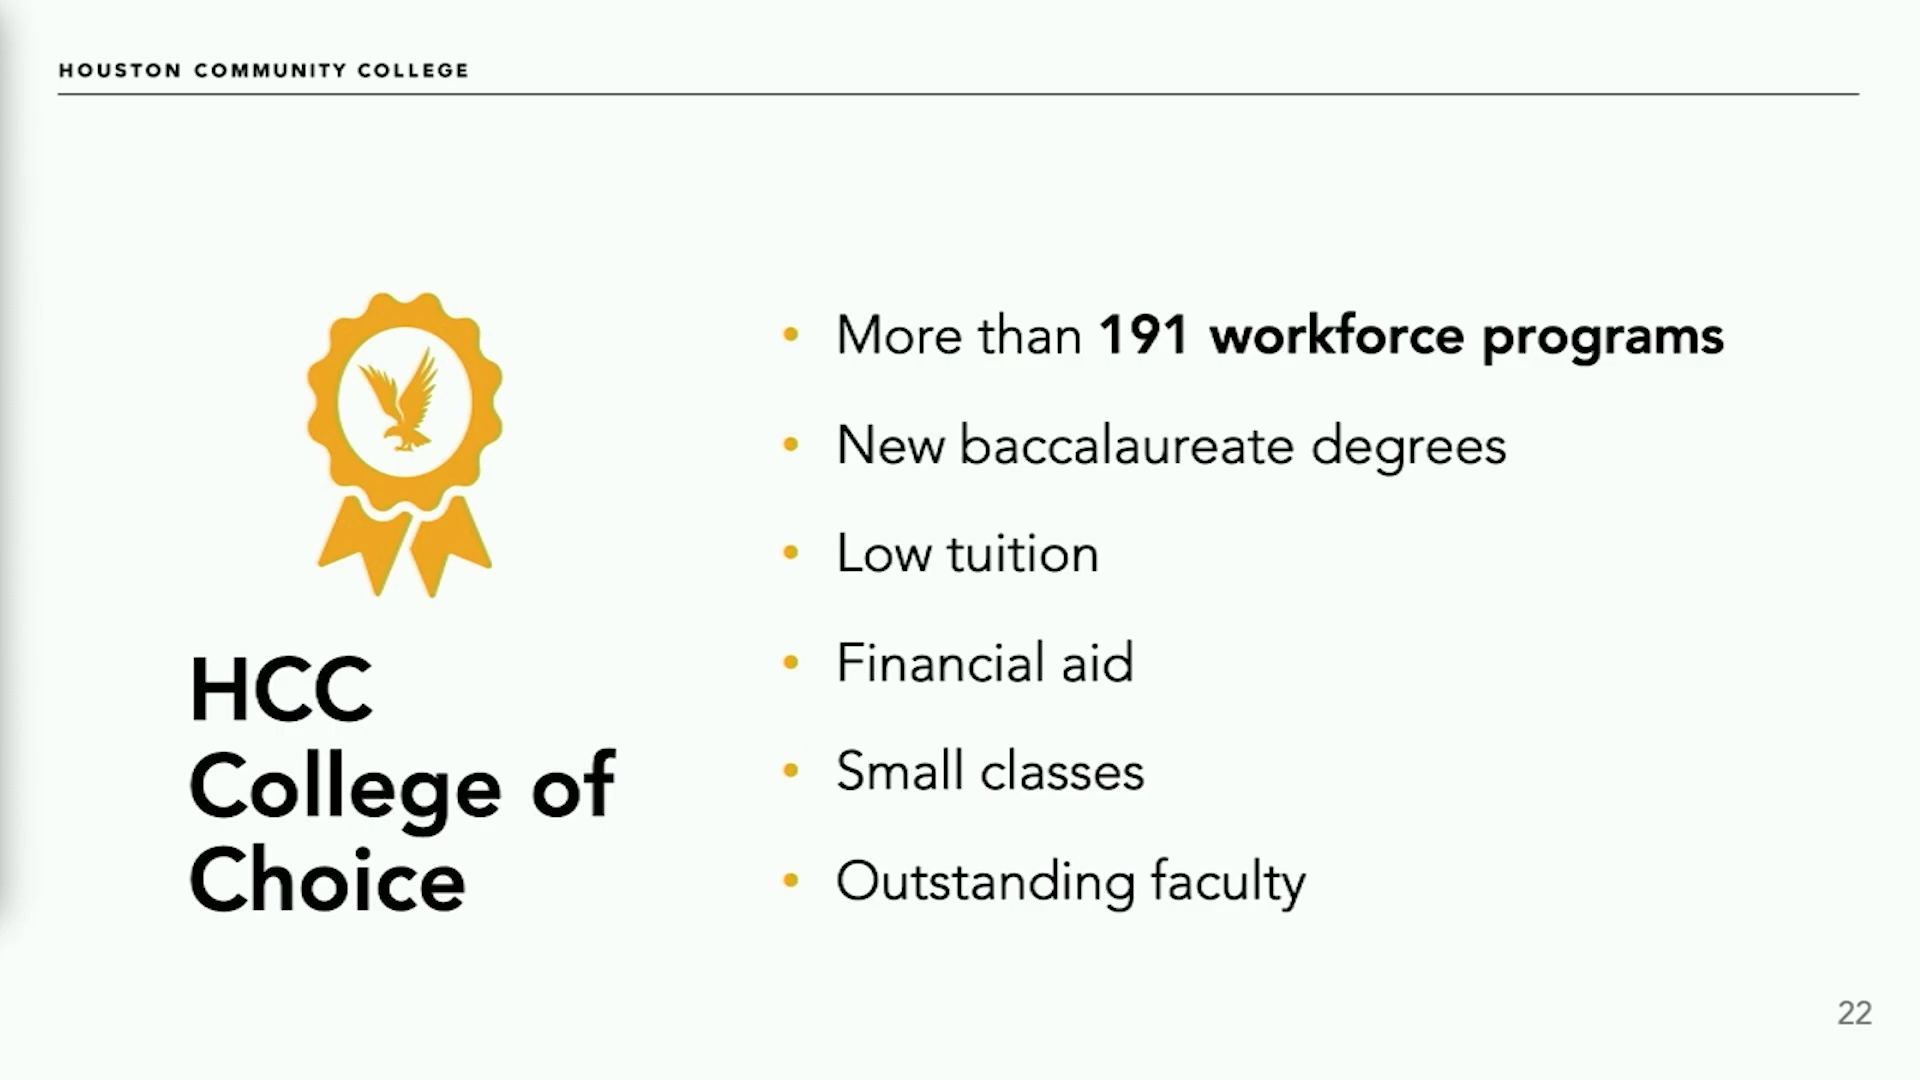 HOUSTON COMMUNITY COLLEGE
HCC
College of
Choice
• More than 191 workforce programs
• New baccalaureate degrees
• Low tuition
• Financial aid
• Small classes
• Outstanding faculty
22